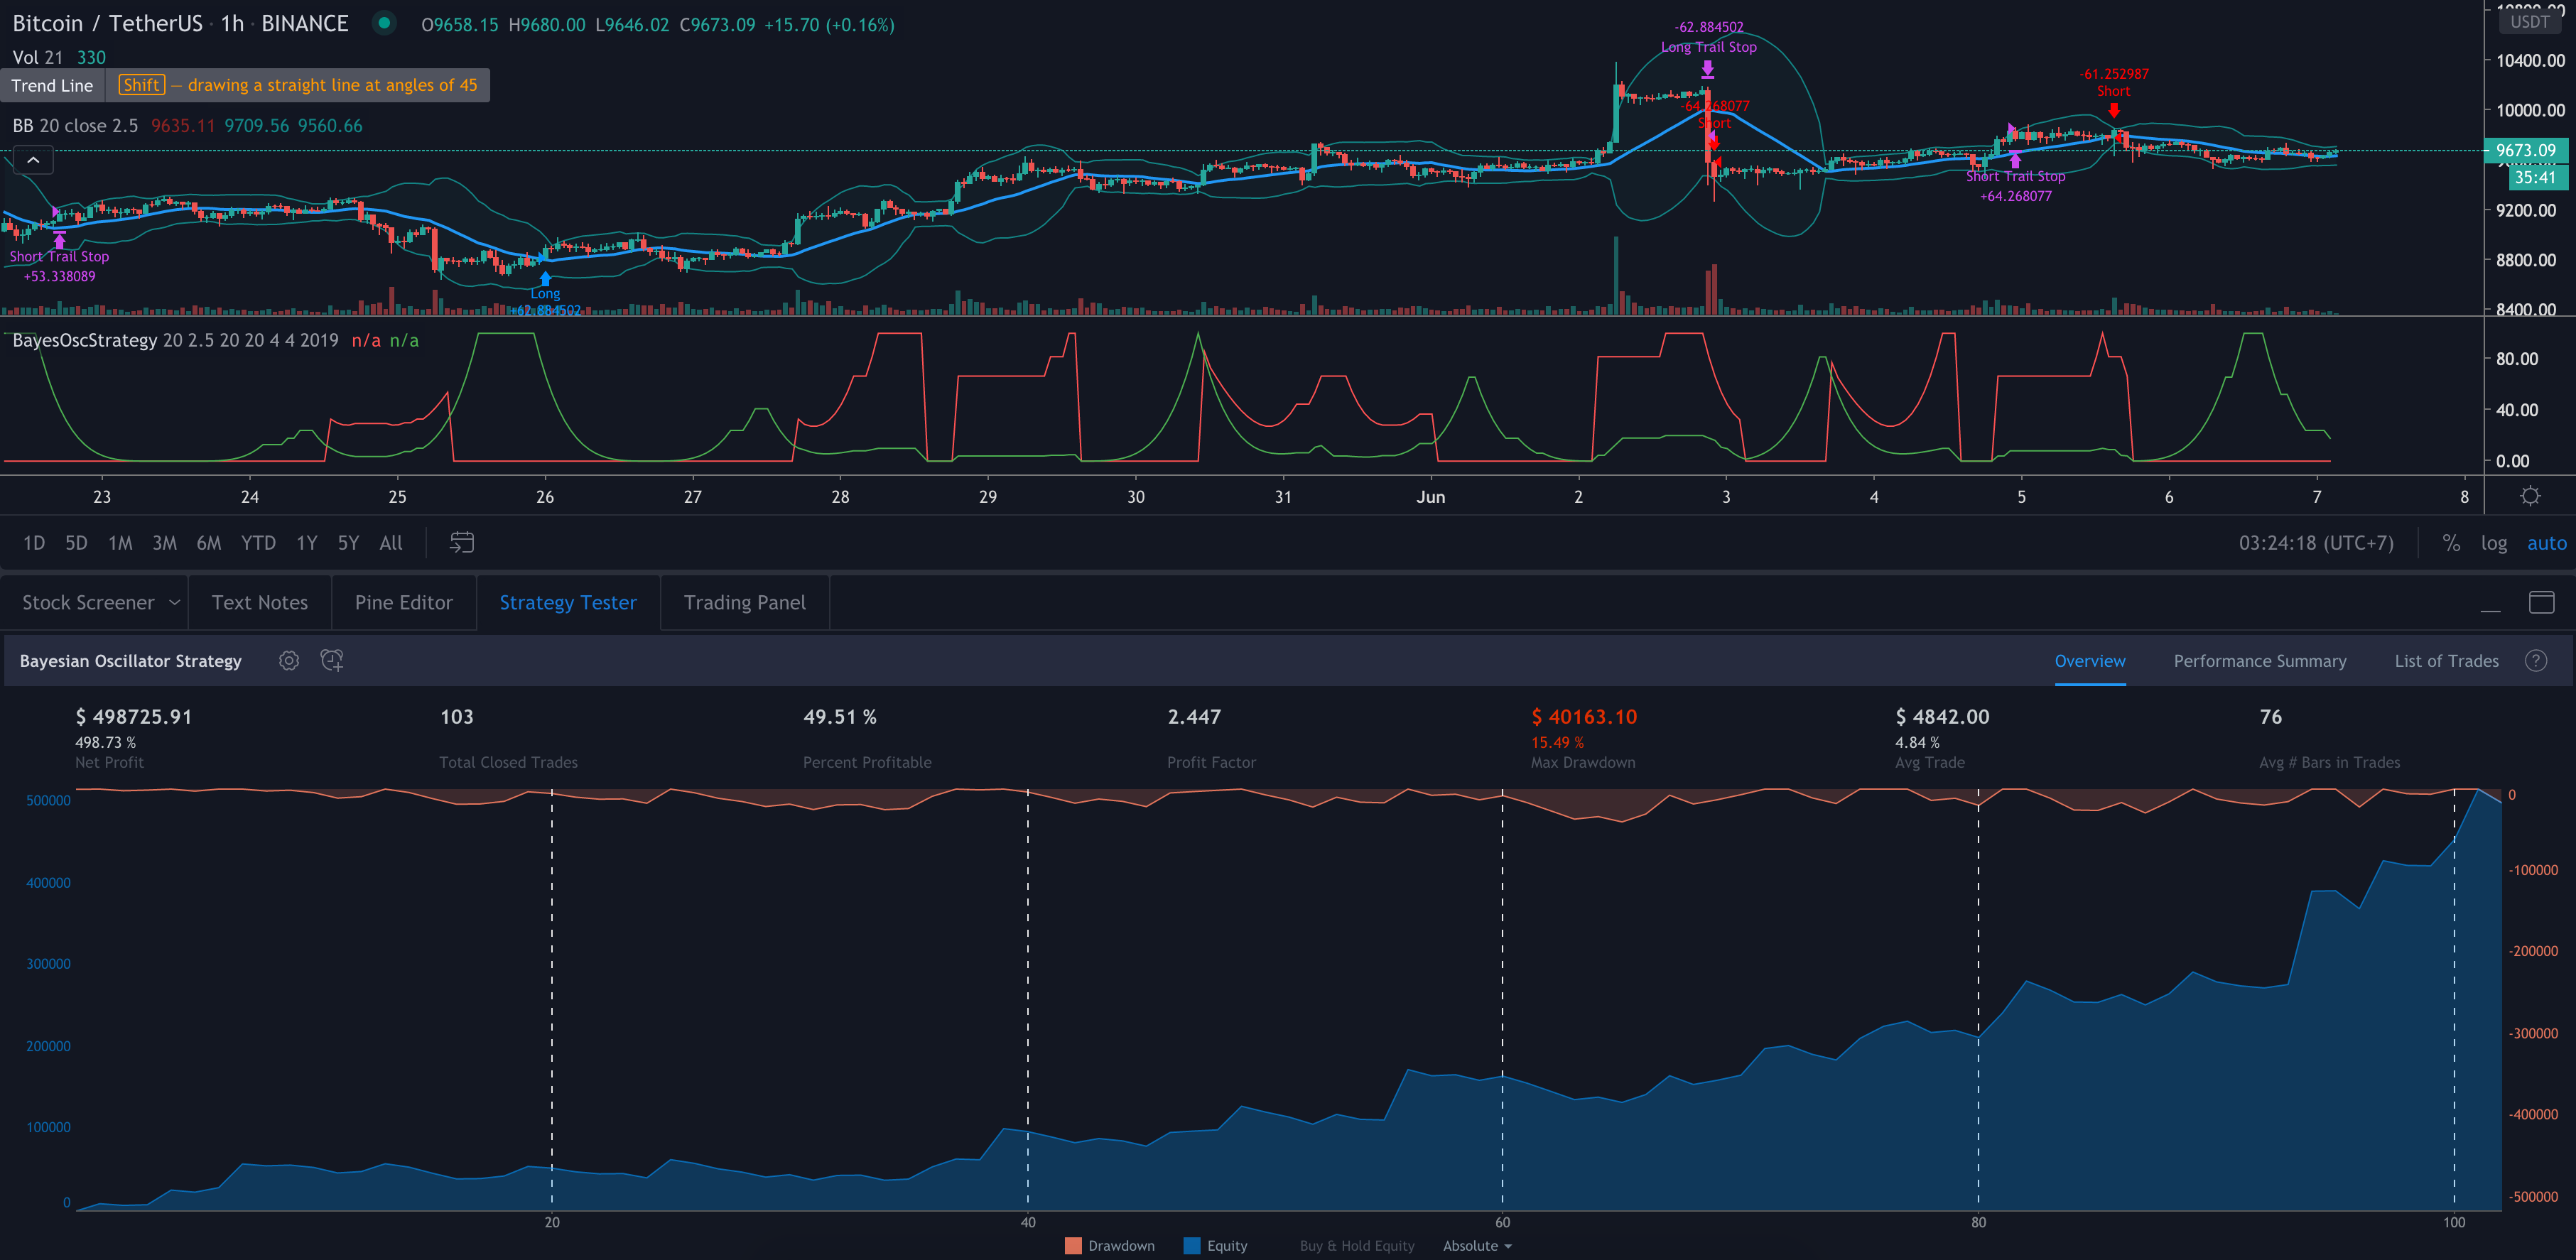 Bitcoin / TetherUS · 1h · BINANCE O9658.15 H9680.00 L9646.02 C9673.09 +15.70 (+0.16%)
Vol 21 330
Trend Line Shift — drawing a straight line at angles of 45
BB 20 close 2.5 9635.11 9709.56 9560.66
USDT
10400.00
10000.00
9673.09
35:41
9200.00
8800.00
8400.00
-62.884502
Long Trail Stop
Short
-61.252987
Short
Short Trail Stop
+64.268077
Short Trail Stop
+53.338089
Long
+62.884502
BayesOscStrategy 20 2.5 20 20 4 4 2019 n/a n/a
80.00
40.00
0.00
23 24 25 26 27 28 29 30 31 Jun 2 3 4 5 6 7 8
1D 5D 1M 3M 6M YTD 1Y 5Y All 03:24:18 (UTC+7) % log auto
Stock Screener Text Notes Pine Editor Strategy Tester Trading Panel
Bayesian Oscillator Strategy Overview Performance Summary List of Trades ?
$ 498725.91 103 49.51 % 2.447 $ 40163.10 $ 4842.00 76
498.73 % 15.49 % 4.84 %
Net Profit Total Closed Trades Percent Profitable Profit Factor Max Drawdown Avg Trade Avg # Bars in Trades
500000 0
400000 -100000
300000 -200000
200000 -300000
100000 -400000
0 -500000
20 40 60 80 100
Drawdown Equity Buy & Hold Equity Absolute